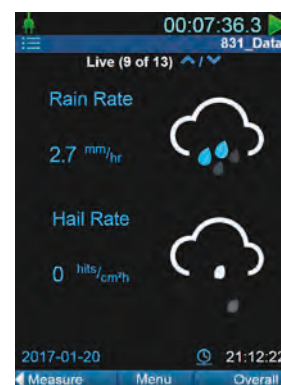 00:07:36.3
831_Data
Live (9 of 13)
Rain Rate
2.7 mm/hr
Hail Rate
0 hits/cm²h
2017-01-20 21:12:22
Measure Menu Overall